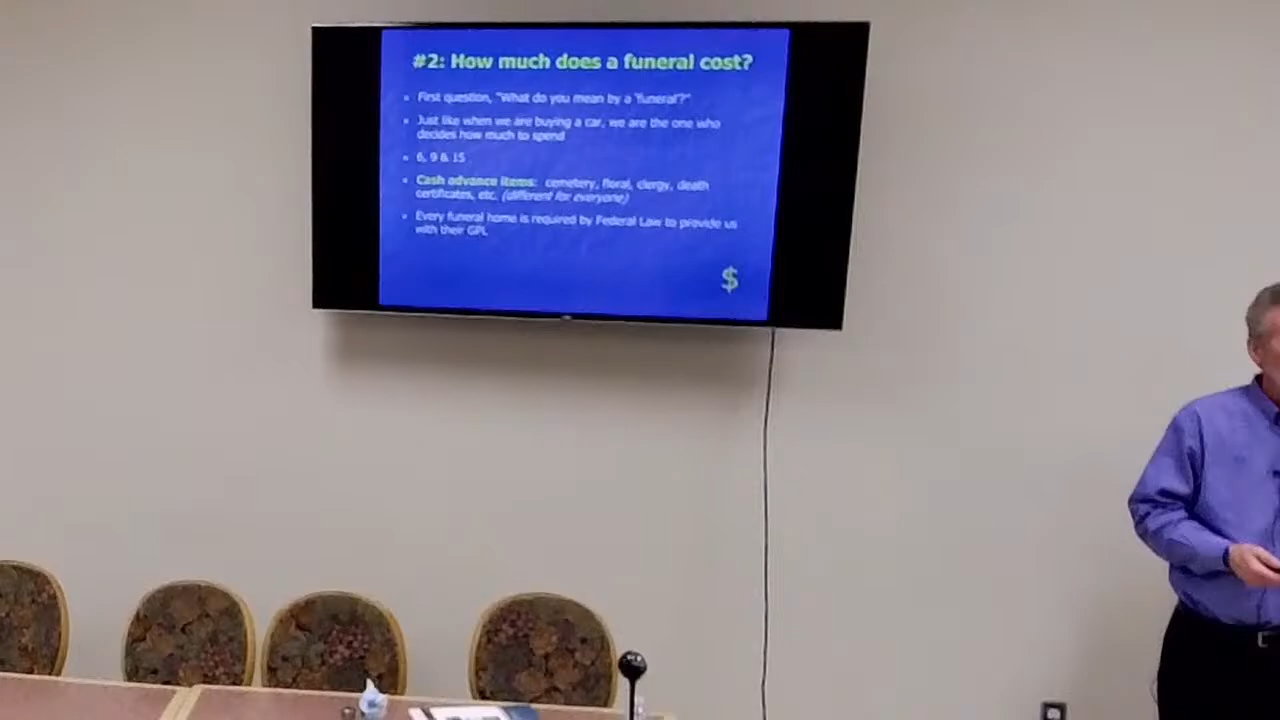 #2: How much does a funeral cost?
First question, "What do you mean by a 'funeral'?"
Just like when we are buying a car, we are the one who
decides how much to spend
6, 9 & 15
Cash advance items: cemetery, floral, clergy, death
certificates, etc. (different for everyone)
Every funeral home is required by Federal Law to provide us
with their GPL
$